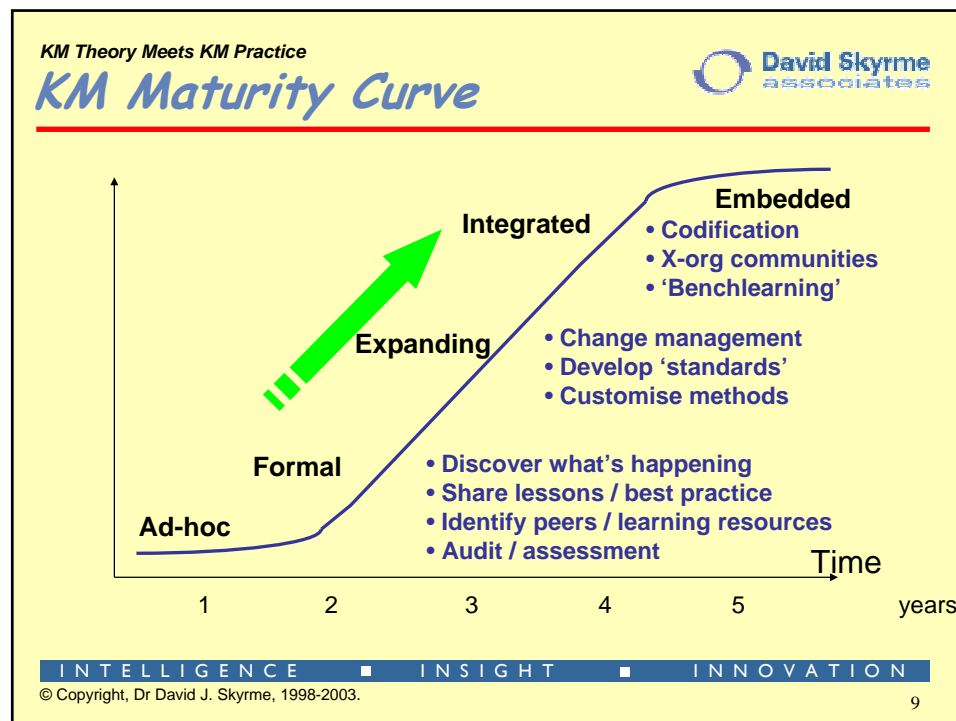 KM Theory Meets KM Practice
KM Maturity Curve
David Skyrme
associates
Embedded
• Codification
• X-org communities
• ‘Benchlearning’
Integrated
Expanding
• Change management
• Develop ‘standards’
• Customise methods
Formal
• Discover what’s happening
• Share lessons / best practice
• Identify peers / learning resources
• Audit / assessment
Ad-hoc
Time
1 2 3 4 5 years
INTELLIGENCE ■ INSIGHT ■ INNOVATION
© Copyright, Dr David J. Skyrme, 1998-2003.
9